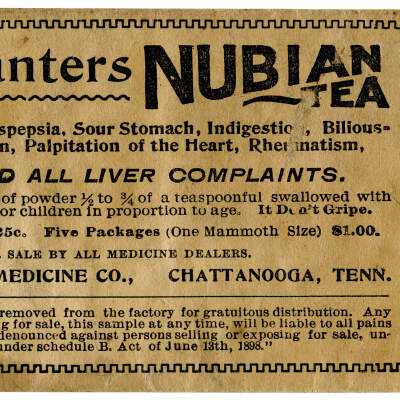 NUBIAN
TEA
Sour Stomach, Indigestion, Bilious-
Palpitation of the Heart, Rheumatism,
ALL LIVER COMPLAINTS.
of powder ⅛ to ¾ of a teaspoonful swallowed with
or children in proportion to age. It Don't Gripe.
25c. Five Packages (One Mammoth Size) $1.00.
SALE BY ALL MEDICINE DEALERS.
MEDICINE CO., CHATTANOOGA, TENN.
removed from the factory for gratuitous distribution. Any
for sale, this sample at any time, will be liable to all pains
denounced against persons selling or exposing for sale, un-
under schedule B. Act of June 13th, 1898."